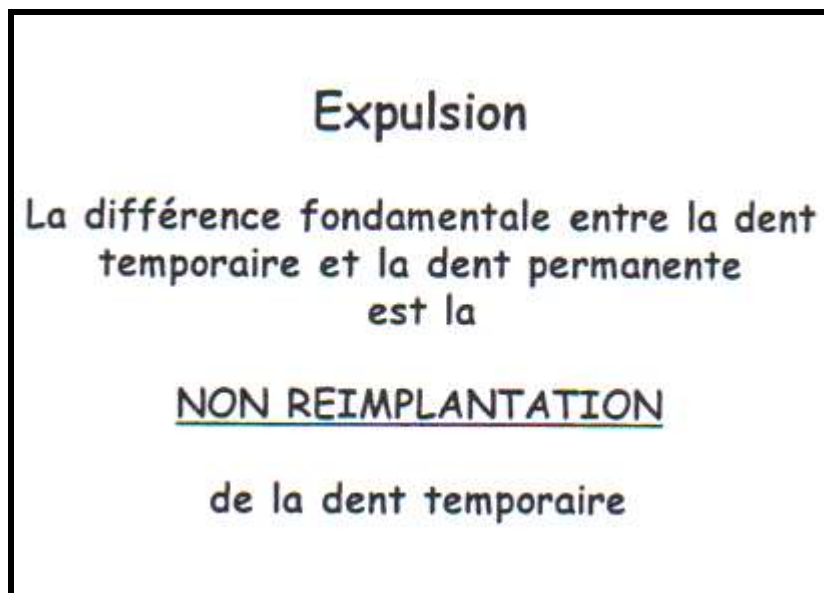 Expulsion
La différence fondamentale entre la dent
temporaire et la dent permanente
est la
NON REIMPLANTATION
de la dent temporaire